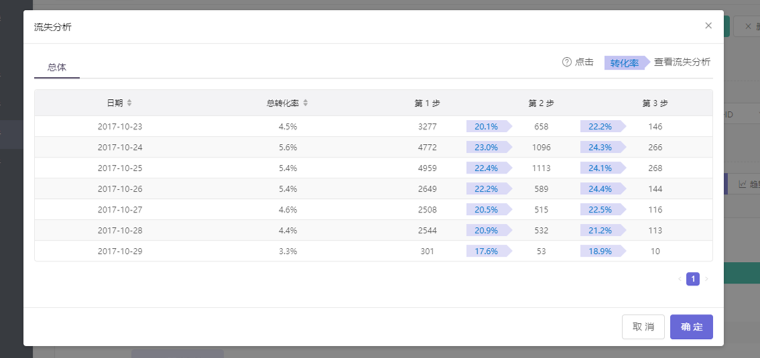 流失分析
总体
点击 转化率 查看流失分析
日期 总转化率 第 1 步 第 2 步 第 3 步
2017-10-23 4.5% 3277 20.1% 658 22.2% 146
2017-10-24 5.6% 4772 23.0% 1096 24.3% 266
2017-10-25 5.4% 4959 22.4% 1113 24.1% 268
2017-10-26 5.4% 2649 22.2% 589 24.4% 144
2017-10-27 4.6% 2508 20.5% 515 22.5% 116
2017-10-28 4.4% 2544 20.9% 532 21.2% 113
2017-10-29 3.3% 301 17.6% 53 18.9% 10
1
取 消 确 定